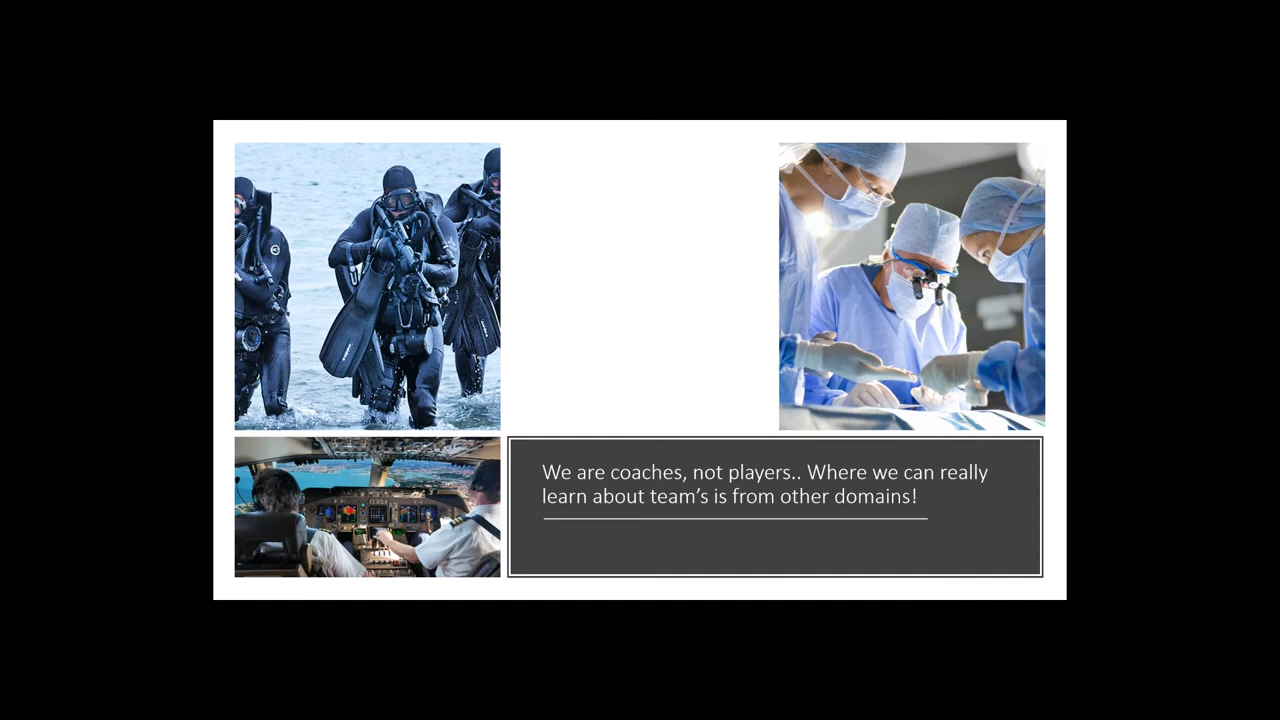 We are coaches, not players.. Where we can really
learn about team’s is from other domains!